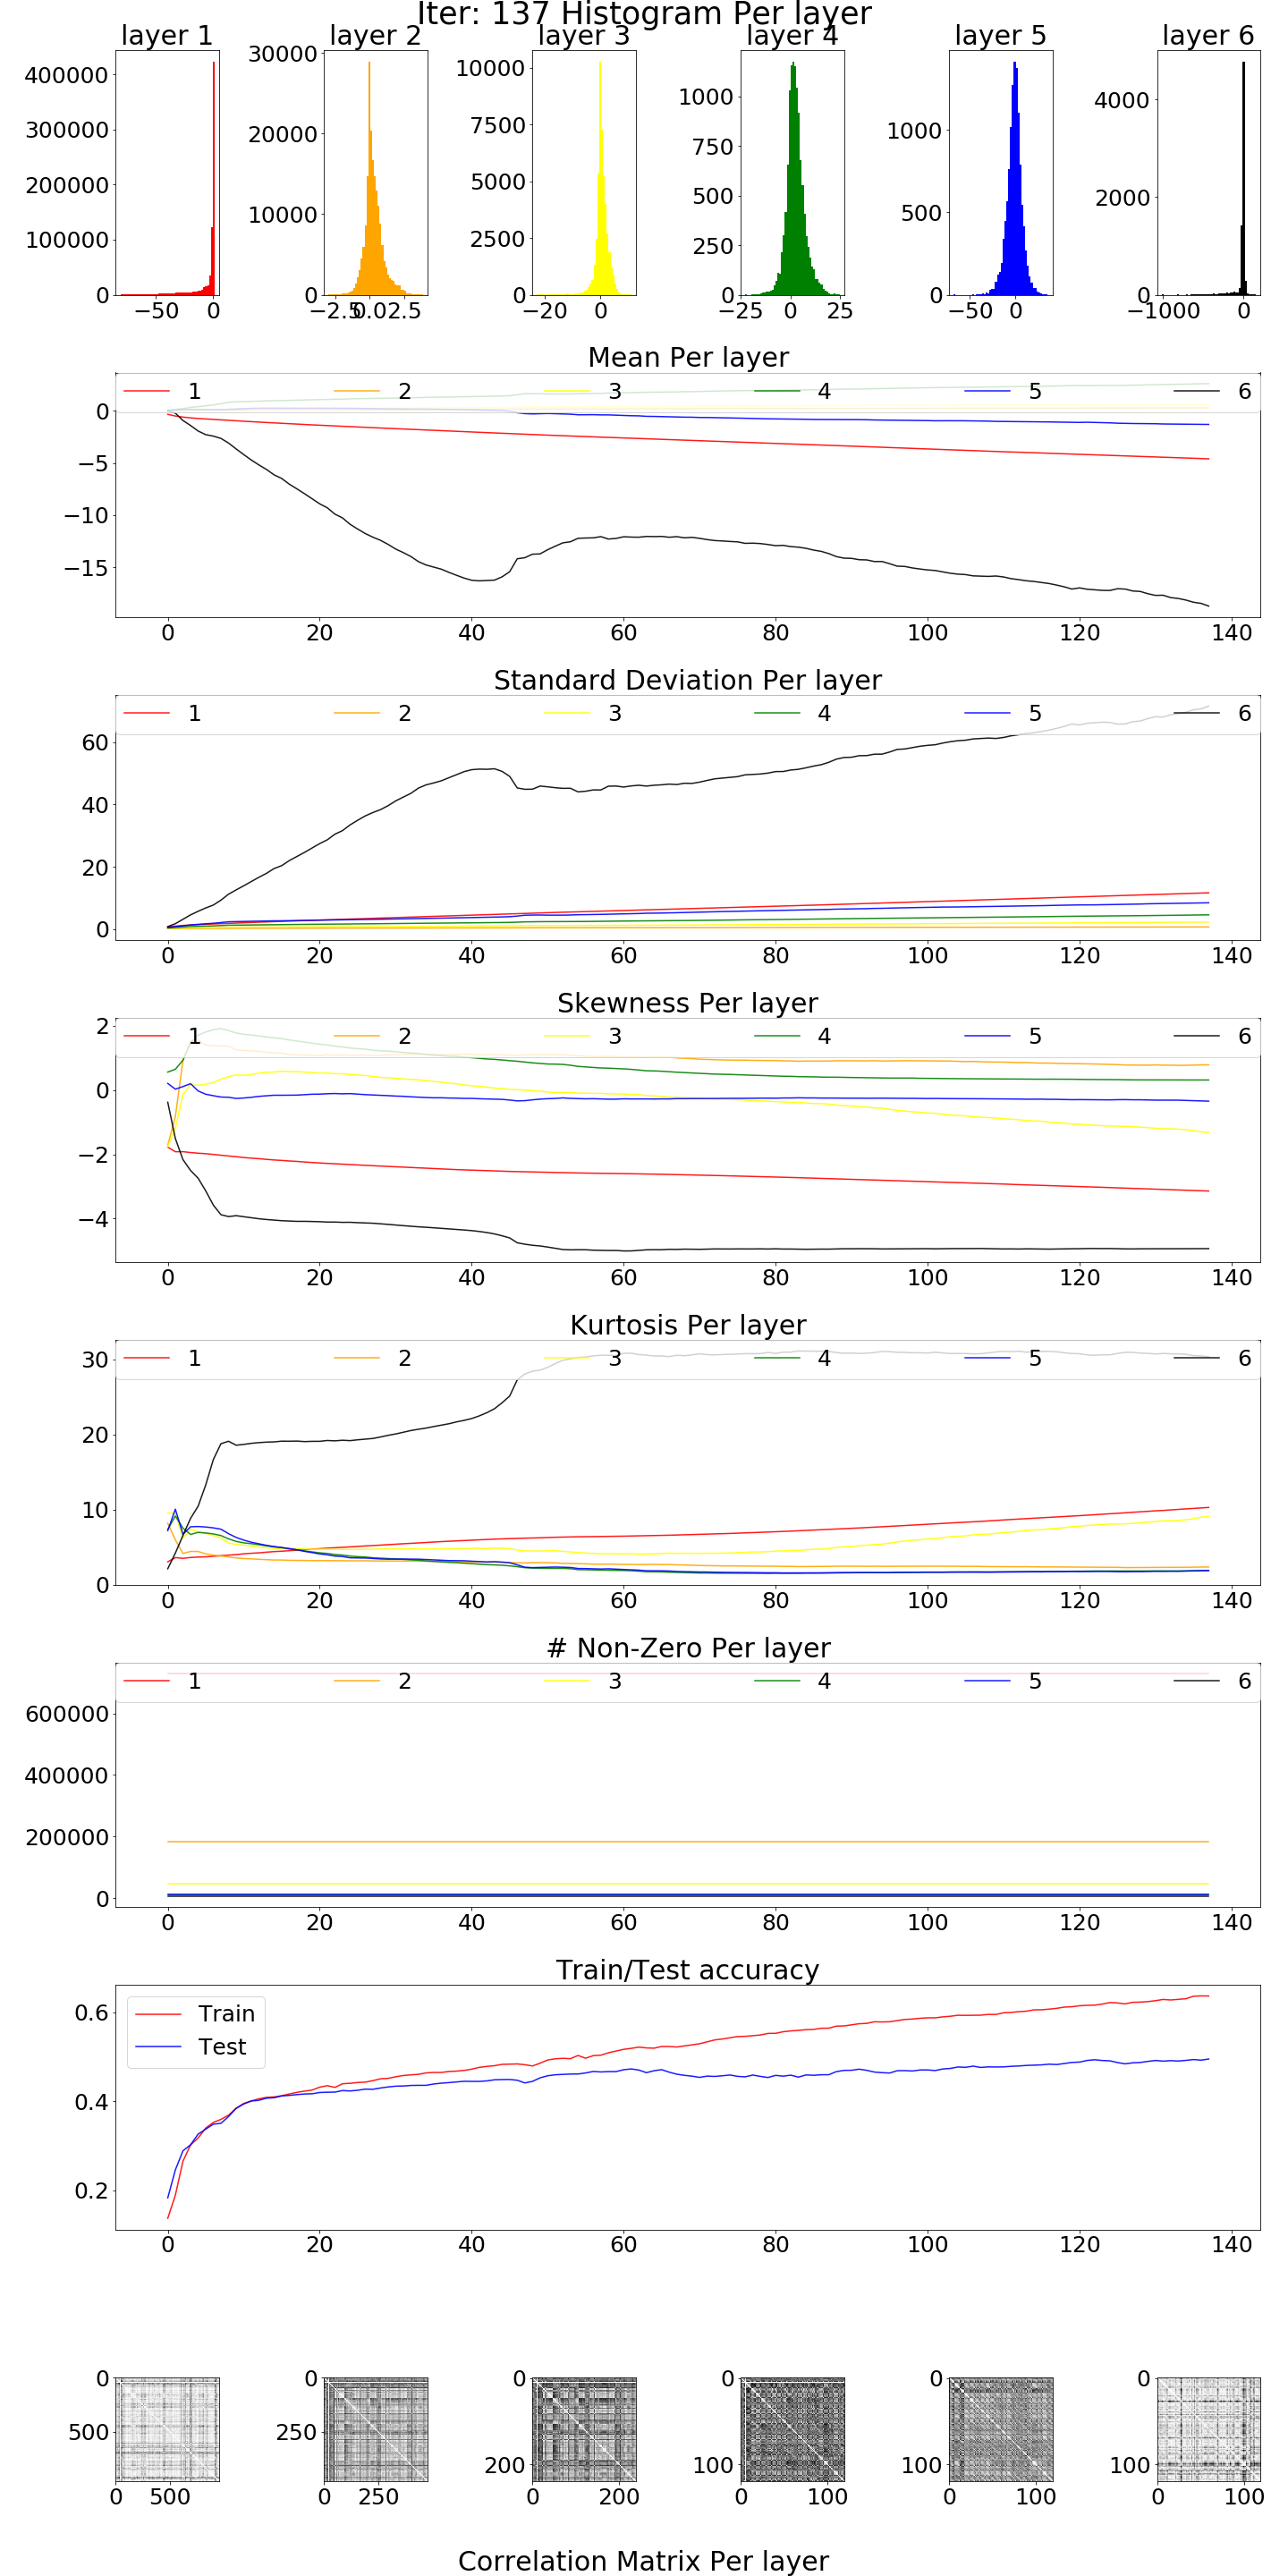 Iter: 137 Histogram Per layer
layer 1 layer 2 layer 3 layer 4 layer 5 layer 6
400000 300000 200000 100000 0 −50 0
30000 20000 10000 0 −2.5 0.0 2.5
10000 7500 5000 2500 0 −20 0
1000 750 500 250 0 −25 0 25
1000 500 0 −50 0
4000 2000 0 −1000 0
Mean Per layer
1 2 3 4 5 6
0
−5
−10
−15
0 20 40 60 80 100 120 140
Standard Deviation Per layer
1 2 3 4 5 6
60
40
20
0
0 20 40 60 80 100 120 140
Skewness Per layer
2
1 2 3 4 5 6
0
−2
−4
0 20 40 60 80 100 120 140
Kurtosis Per layer
30
1 2 3 4 5 6
20
10
0
0 20 40 60 80 100 120 140
# Non-Zero Per layer
1 2 3 4 5 6
600000
400000
200000
0
0 20 40 60 80 100 120 140
Train/Test accuracy
0.6
Train
Test
0.4
0.2
0 20 40 60 80 100 120 140
0 500 0 500
0 250 0 250
0 200 0 200
0 100 0 100
0 100 0 100
0 100 0 100
Correlation Matrix Per layer